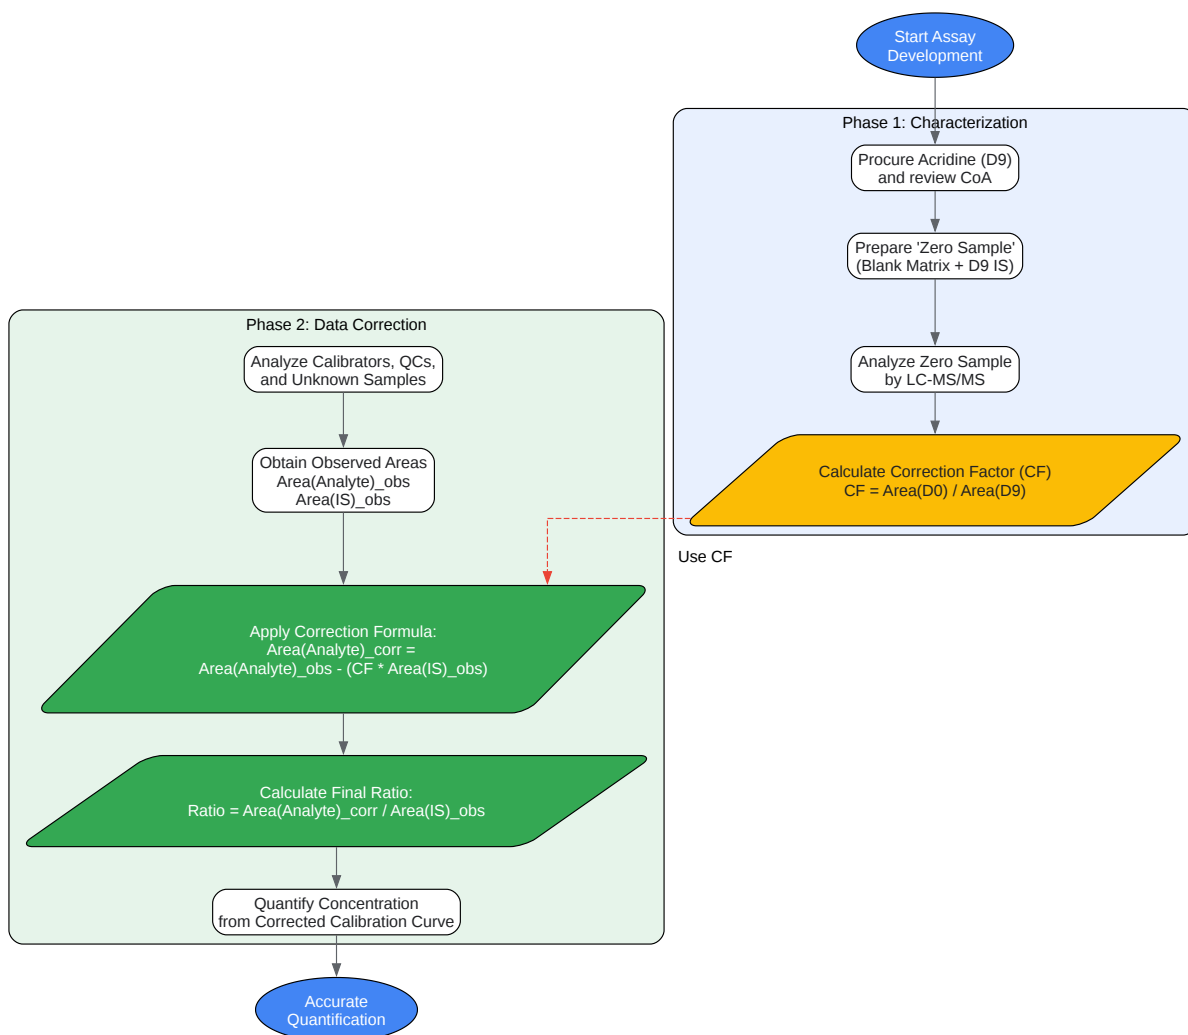 Start Assay
Development
Phase 1: Characterization
Procure Acridine (D9)
and review CoA
Prepare 'Zero Sample'
(Blank Matrix + D9 IS)
Analyze Zero Sample
by LC-MS/MS
Calculate Correction Factor (CF)
CF = Area(D0) / Area(D9)
Use CF
Phase 2: Data Correction
Analyze Calibrators, QCs,
and Unknown Samples
Obtain Observed Areas
Area(Analyte)_obs
Area(IS)_obs
Apply Correction Formula:
Area(Analyte)_corr =
Area(Analyte)_obs - (CF * Area(IS)_obs)
Calculate Final Ratio:
Ratio = Area(Analyte)_corr / Area(IS)_obs
Quantify Concentration
from Corrected Calibration Curve
Accurate
Quantification